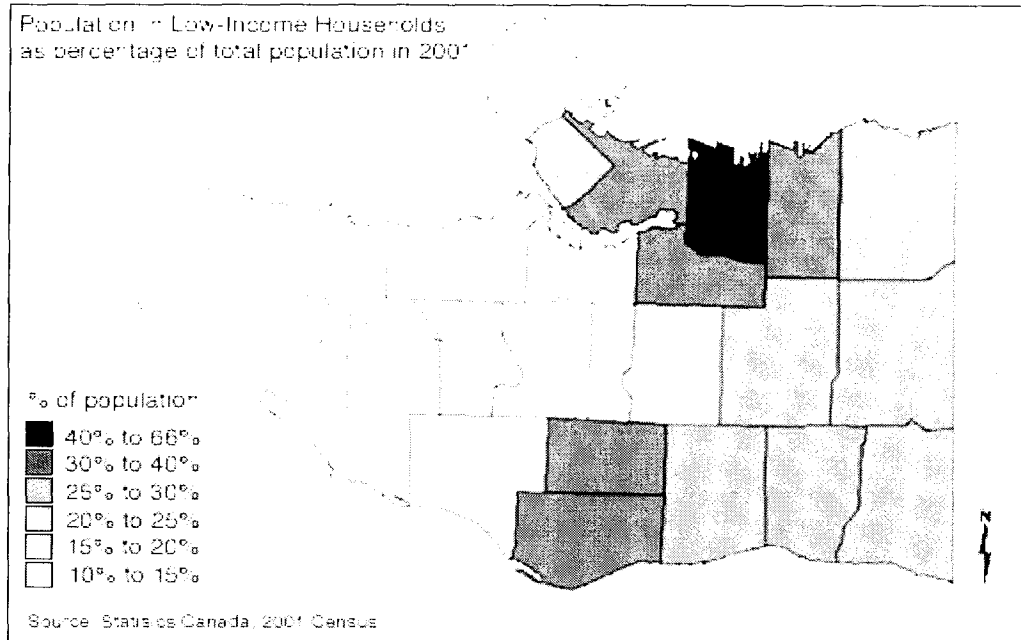 Population in Low-Income Households
as percentage of total population in 2001
% of population
40% to 66%
30% to 40%
25% to 30%
20% to 25%
15% to 20%
10% to 15%
N
Source: Statistics Canada, 2001 Census